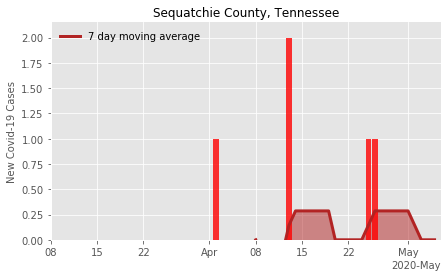 Sequatchie County, Tennessee
7 day moving average
New Covid-19 Cases
2.00
1.75
1.50
1.25
1.00
0.75
0.50
0.25
0.00
08 15 22 Apr 08 15 22 May
2020-May